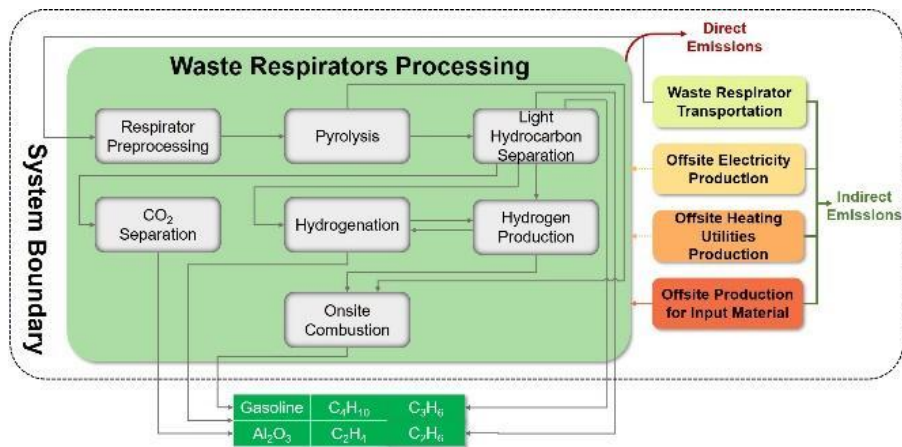 Direct
Emissions
Waste Respirators Processing
Waste Respirator
Transportation
Respirator
Preprocessing
Pyrolysis
Light
Hydrocarbon
Separation
System Boundary
Offsite Electricity
Production
Indirect
Emissions
CO2
Separation
Hydrogenation
Hydrogen
Production
Offsite Heating
Utilities
Production
Onsite
Combustion
Offsite Production
for Input Material
Gasoline C4H10 C3H6
Al2O3 C2H4 C2H6